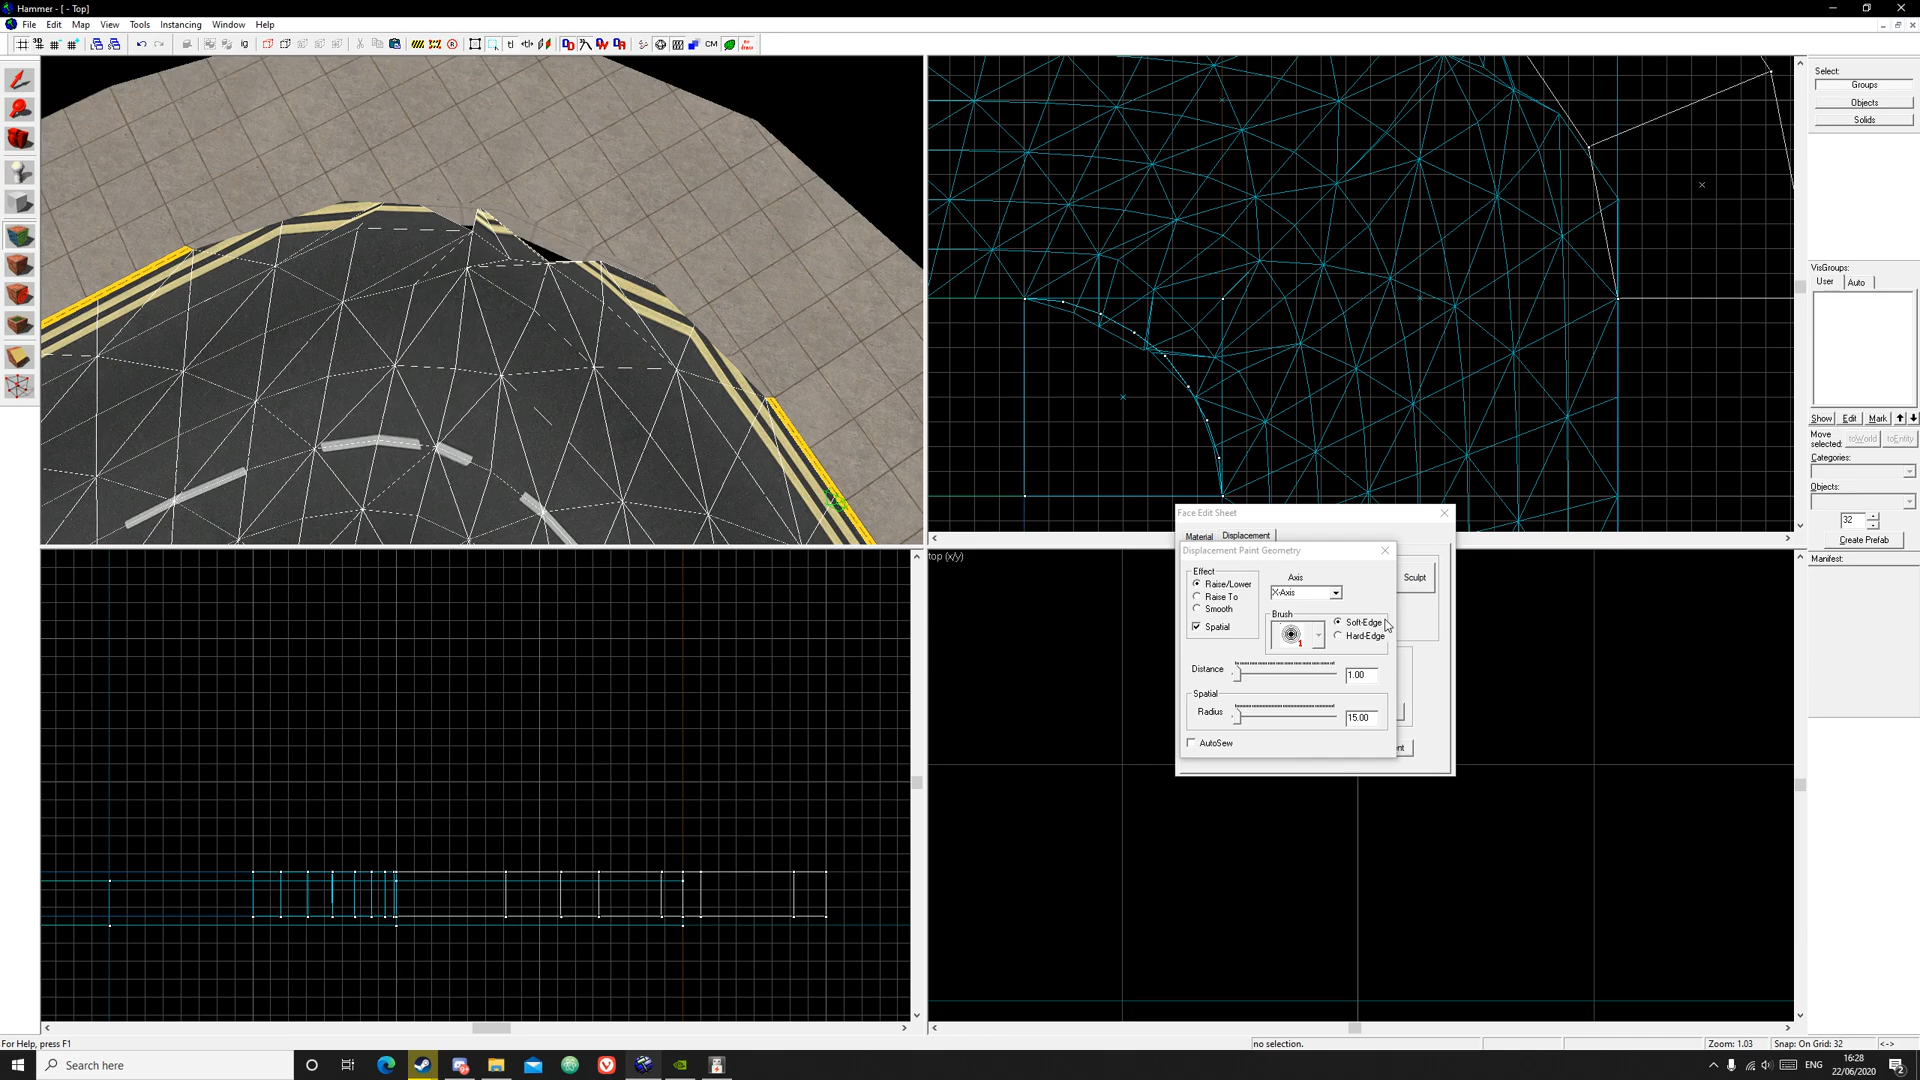 Hammer - [ - Top]
File Edit Map View Tools Instancing Window Help
Select:
Groups
Objects
Solids
VisGroups:
User Auto
Show Edit Mark
Move selected: toWorld toEntity
Categories:
Objects:
32
Create Prefab
Manifest:
Face Edit Sheet
Material Displacement
Displacement Paint Geometry
Effect
Raise/Lower
Raise To
Smooth
Spatial
Axis
X-Axis
Brush
1
Soft-Edge
Hard-Edge
Sculpt
Distance 1.00
Spatial
Radius 15.00
AutoSew
top (x/y)
For Help, press F1
no selection.
Zoom: 1.03
Snap: On Grid: 32
<->
Search here
ENG
16:28
22/06/2020
2